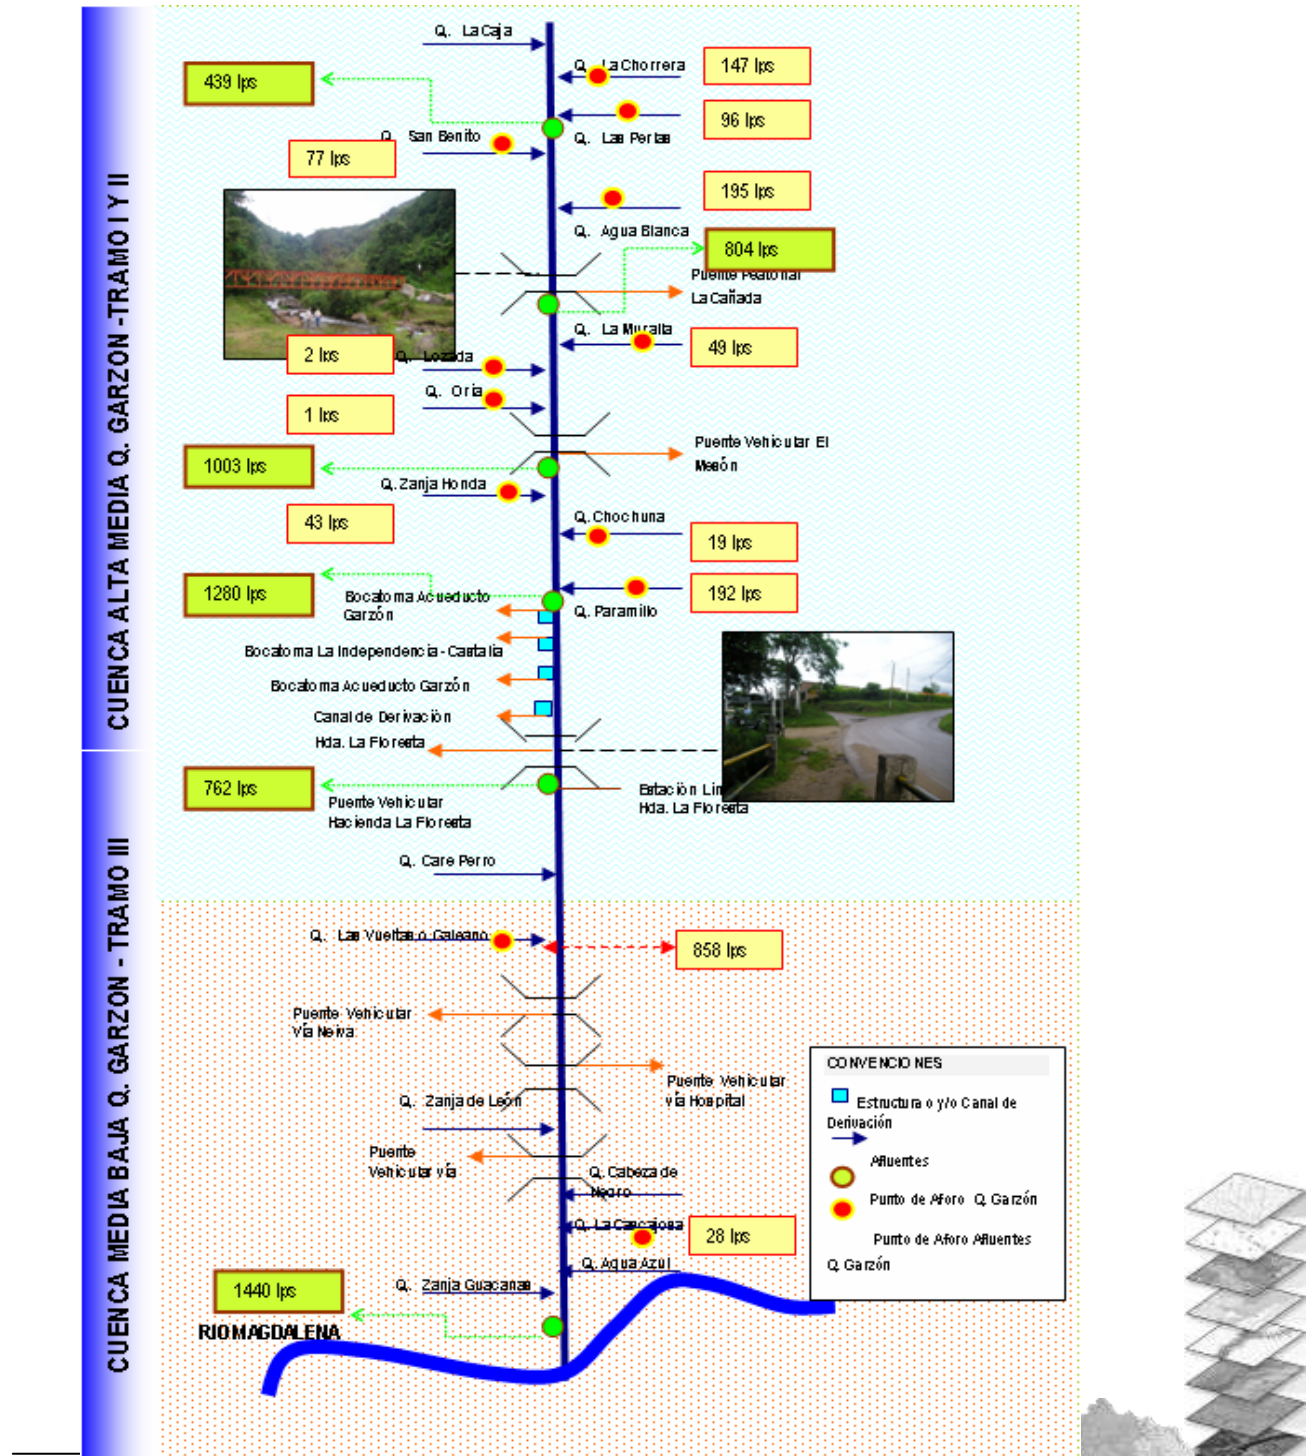 CUENCA ALTA MEDIA Q. GARZON -TRAMO I Y II
Q. La Caja
Q. La Chorrera
147 lps
439 lps
96 lps
Q. San Benito
Q. Las Perlas
77 lps
195 lps
Q. Agua Blanca
804 lps
Puente Peatonal
La Cañada
Q. La Muralla
49 lps
2 lps
Q. Lozada
Q. Oria
1 lps
Puente Vehicular El
Mesón
1003 lps
Q. Zanja Honda
43 lps
Q. Chochuna
19 lps
1280 lps
192 lps
Bocatoma Acueducto
Garzón
Q. Paramillo
Bocatoma La Independencia - Castalia
Bocatoma Acueducto Garzón
Canal de Derivación
Hda. La Floresta
762 lps
Estación Lim
Hda. La Floresta
Puente Vehicular
Hacienda La Floresta
Q. Care Perro
CUENCA MEDIA BAJA Q. GARZON - TRAMO III
Q. Las Vueltas o Galeano
858 lps
Puente Vehicular
Vía Neiva
Puente Vehicular
vía Hospital
Q. Zanja de León
Puente
Vehicular vía
Q. Cabeza de
Negro
Q. La Cascajosa
28 lps
Q. Agua Azul
Q. Zanja Guacanas
1440 lps
RIO MAGDALENA
CONVENCIONES
Estructura o y/o Canal de
Derivación
Afluentes
Punto de Aforo Q. Garzón
Punto de Aforo Afluentes
Q. Garzón